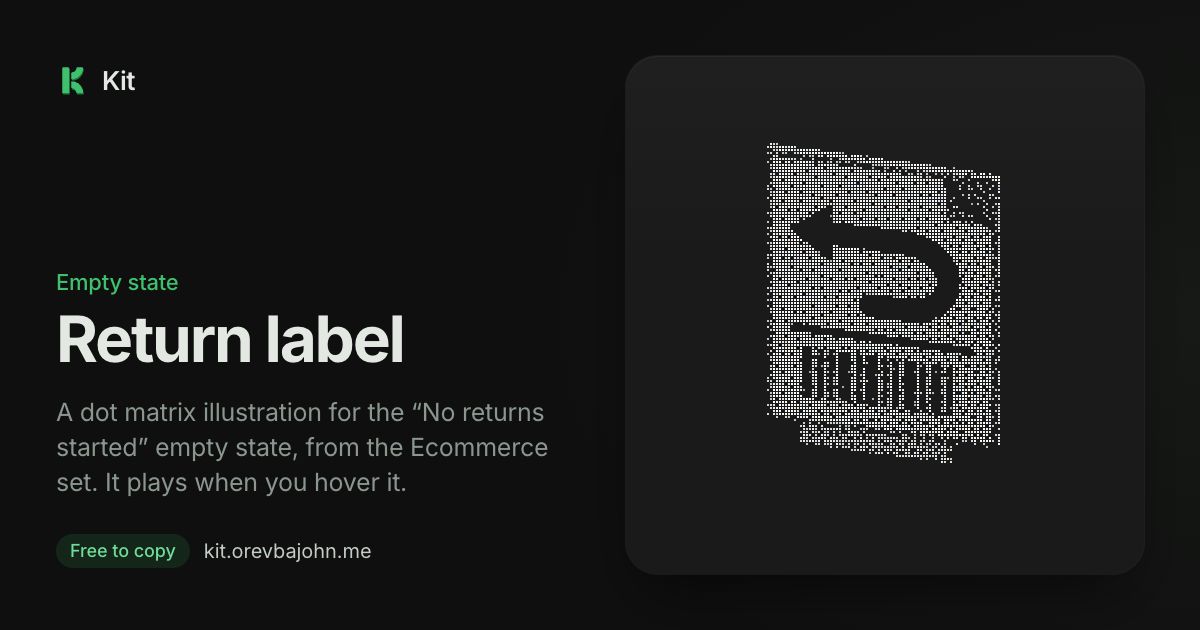 Kit
Empty state
Return label
A dot matrix illustration for the “No returns
started” empty state, from the Ecommerce
set. It plays when you hover it.
Free to copy
kit.orevbajohn.me